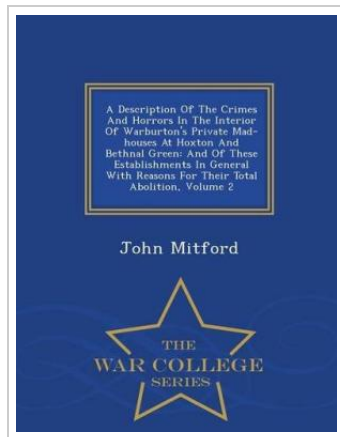 A Description Of The Crimes
And Horrors In The Interior
Of Warburton's Private Mad-
houses At Hoxton And
Bethnal Green: And Of These
Establishments In General
With Reasons For Their Total
Abolition, Volume 2
John Mitford
THE
WAR COLLEGE
SERIES